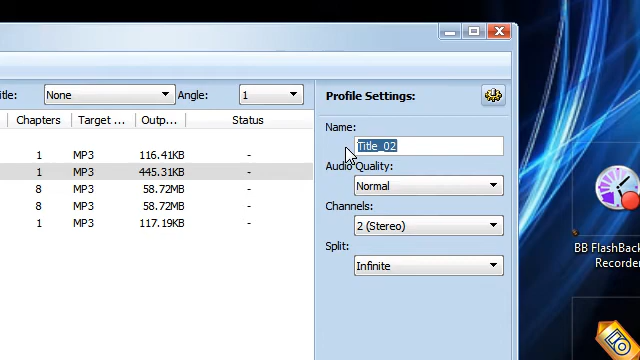 itle: None Angle: 1
Profile Settings:
Chapters Target ... Outp... Status
Name:
Title_02
1 MP3 116.41KB -
Audio Quality:
1 MP3 445.31KB -
Normal
8 MP3 58.72MB -
Channels:
8 MP3 58.72MB -
2 (Stereo)
1 MP3 117.19KB -
Split:
Infinite
BB FlashBack
Recorder